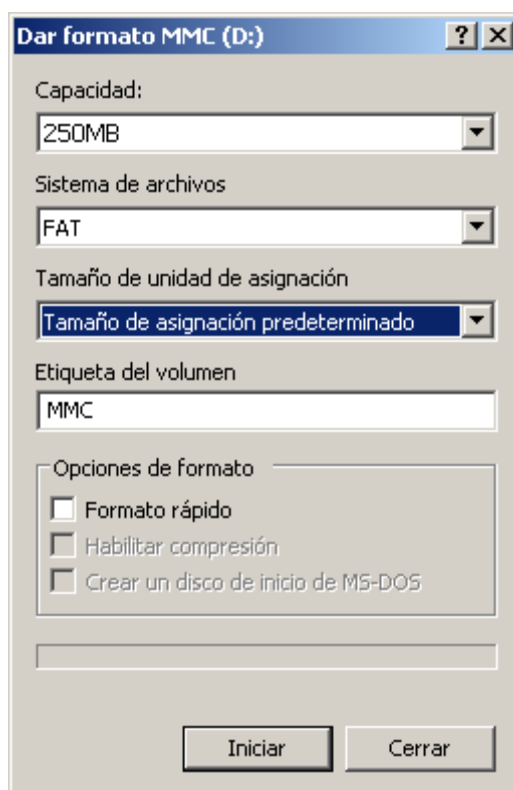 Dar formato MMC (D:)
Capacidad:
250MB
Sistema de archivos
FAT
Tamaño de unidad de asignación
Tamaño de asignación predeterminado
Etiqueta del volumen
MMC
Opciones de formato
Formato rápido
Habilitar compresión
Crear un disco de inicio de MS-DOS
Iniciar Cerrar